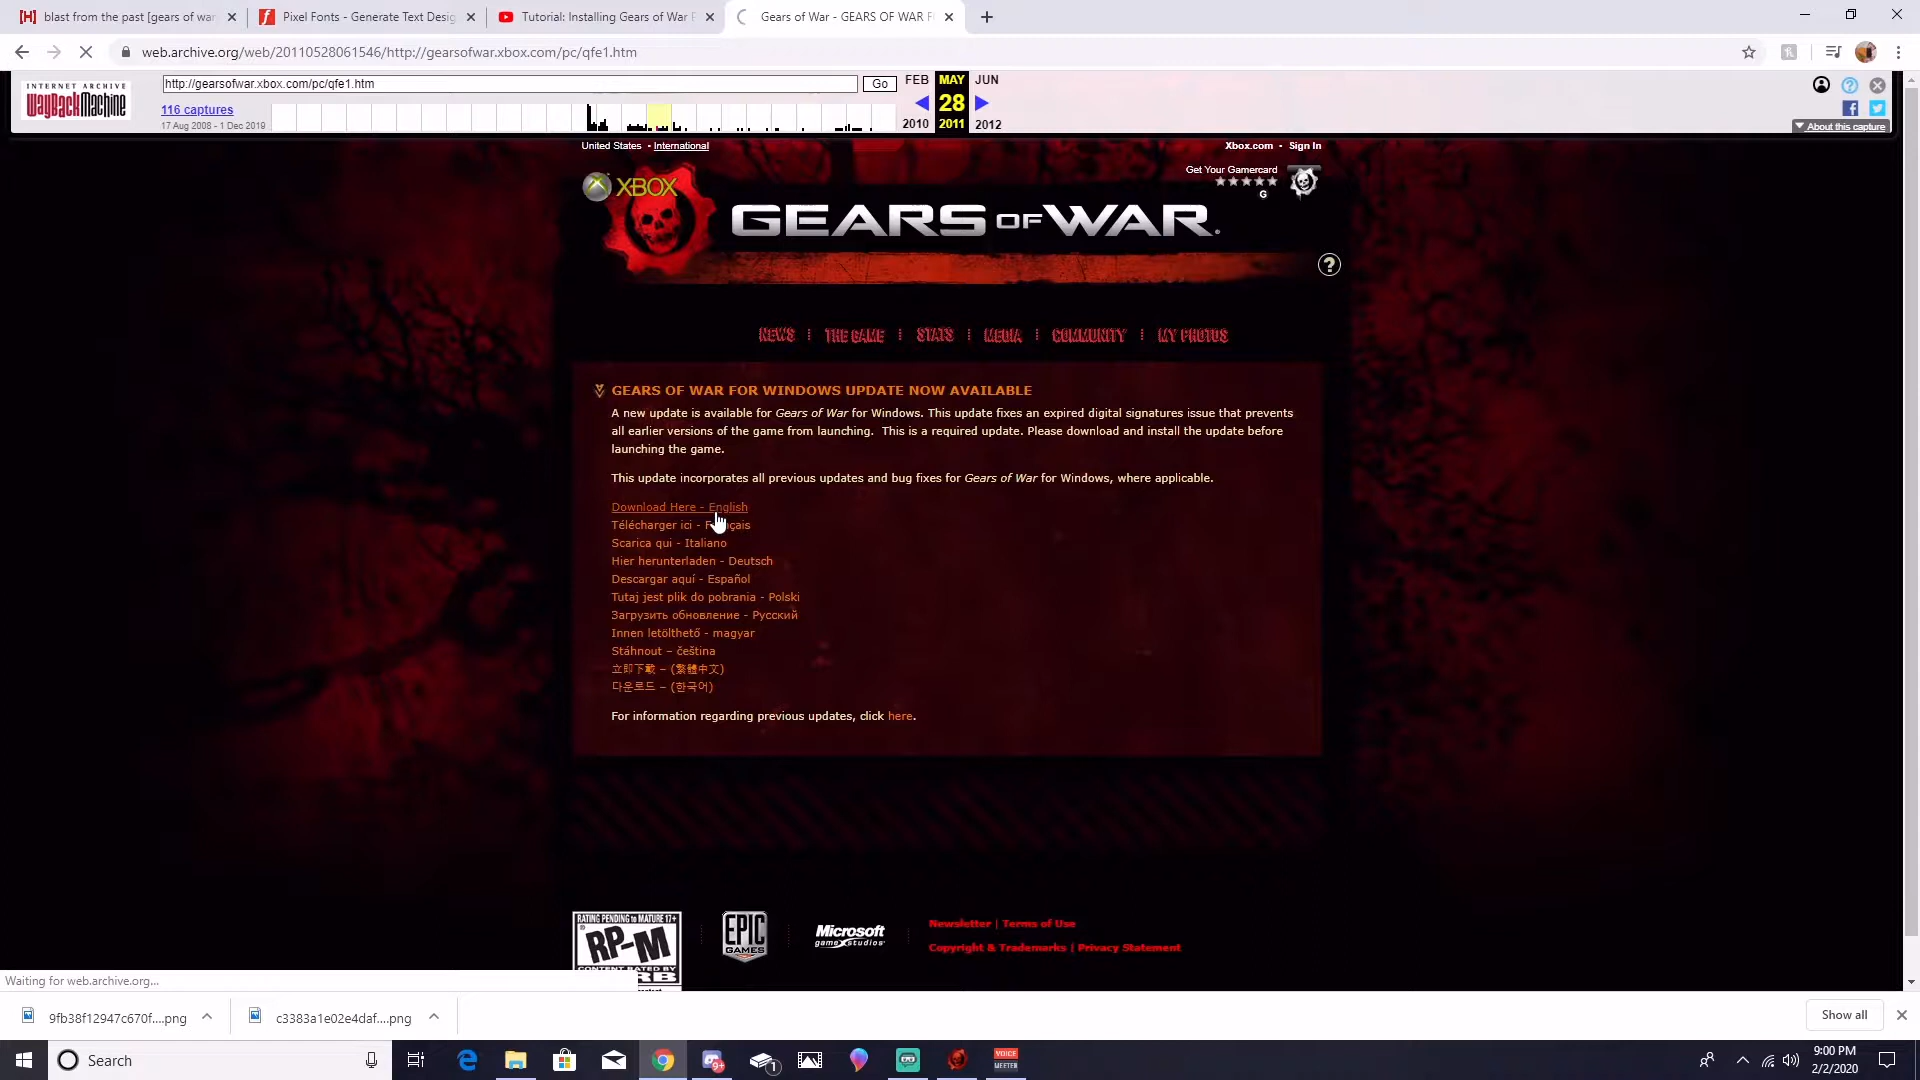 blast from the past [gears of war
Pixel Fonts - Generate Text Desig
Tutorial: Installing Gears of War
Gears of War - GEARS OF WAR F
web.archive.org/web/20110528061546/http://gearsofwar.xbox.com/pc/qfe1.htm
INTERNET ARCHIVE
WayBackMachine
http://gearsofwar.xbox.com/pc/qfe1.htm
Go
FEB MAY JUN
116 captures
28
17 Aug 2008 - 1 Dec 2019
2010 2011 2012
About this capture
United States - International
Xbox.com - Sign In
Get Your Gamercard
G
XBOX
GEARS OF WAR
?
NEWS
THE GAME
STATS
MEDIA
COMMUNITY
MY PHOTOS
GEARS OF WAR FOR WINDOWS UPDATE NOW AVAILABLE
A new update is available for Gears of War for Windows. This update fixes an expired digital signatures issue that prevents
all earlier versions of the game from launching. This is a required update. Please download and install the update before
launching the game.
This update incorporates all previous updates and bug fixes for Gears of War for Windows, where applicable.
Download Here - English
Télécharger ici -
Scarica qui - Italiano
Hier herunterladen - Deutsch
Descargar aquí - Español
Tutaj jest plik do pobrania - Polski
Загрузить обновление - Русский
Innen letölthető - magyar
Stáhnout – čeština
立即下載 – (繁體中文)
다운로드 – (한국어)
For information regarding previous updates, click here.
RATING PENDING to MATURE 17+
RP-M
CONTENT RATED BY
EPIC
GAMES
Microsoft
game studios
Newsletter | Terms of Use
Copyright & Trademarks | Privacy Statement
Waiting for web.archive.org...
9fb38f12947c670f....png
c3383a1e02e4daf....png
Show all
Search
9+
1
VOICE
MEETER
9:00 PM
2/2/2020